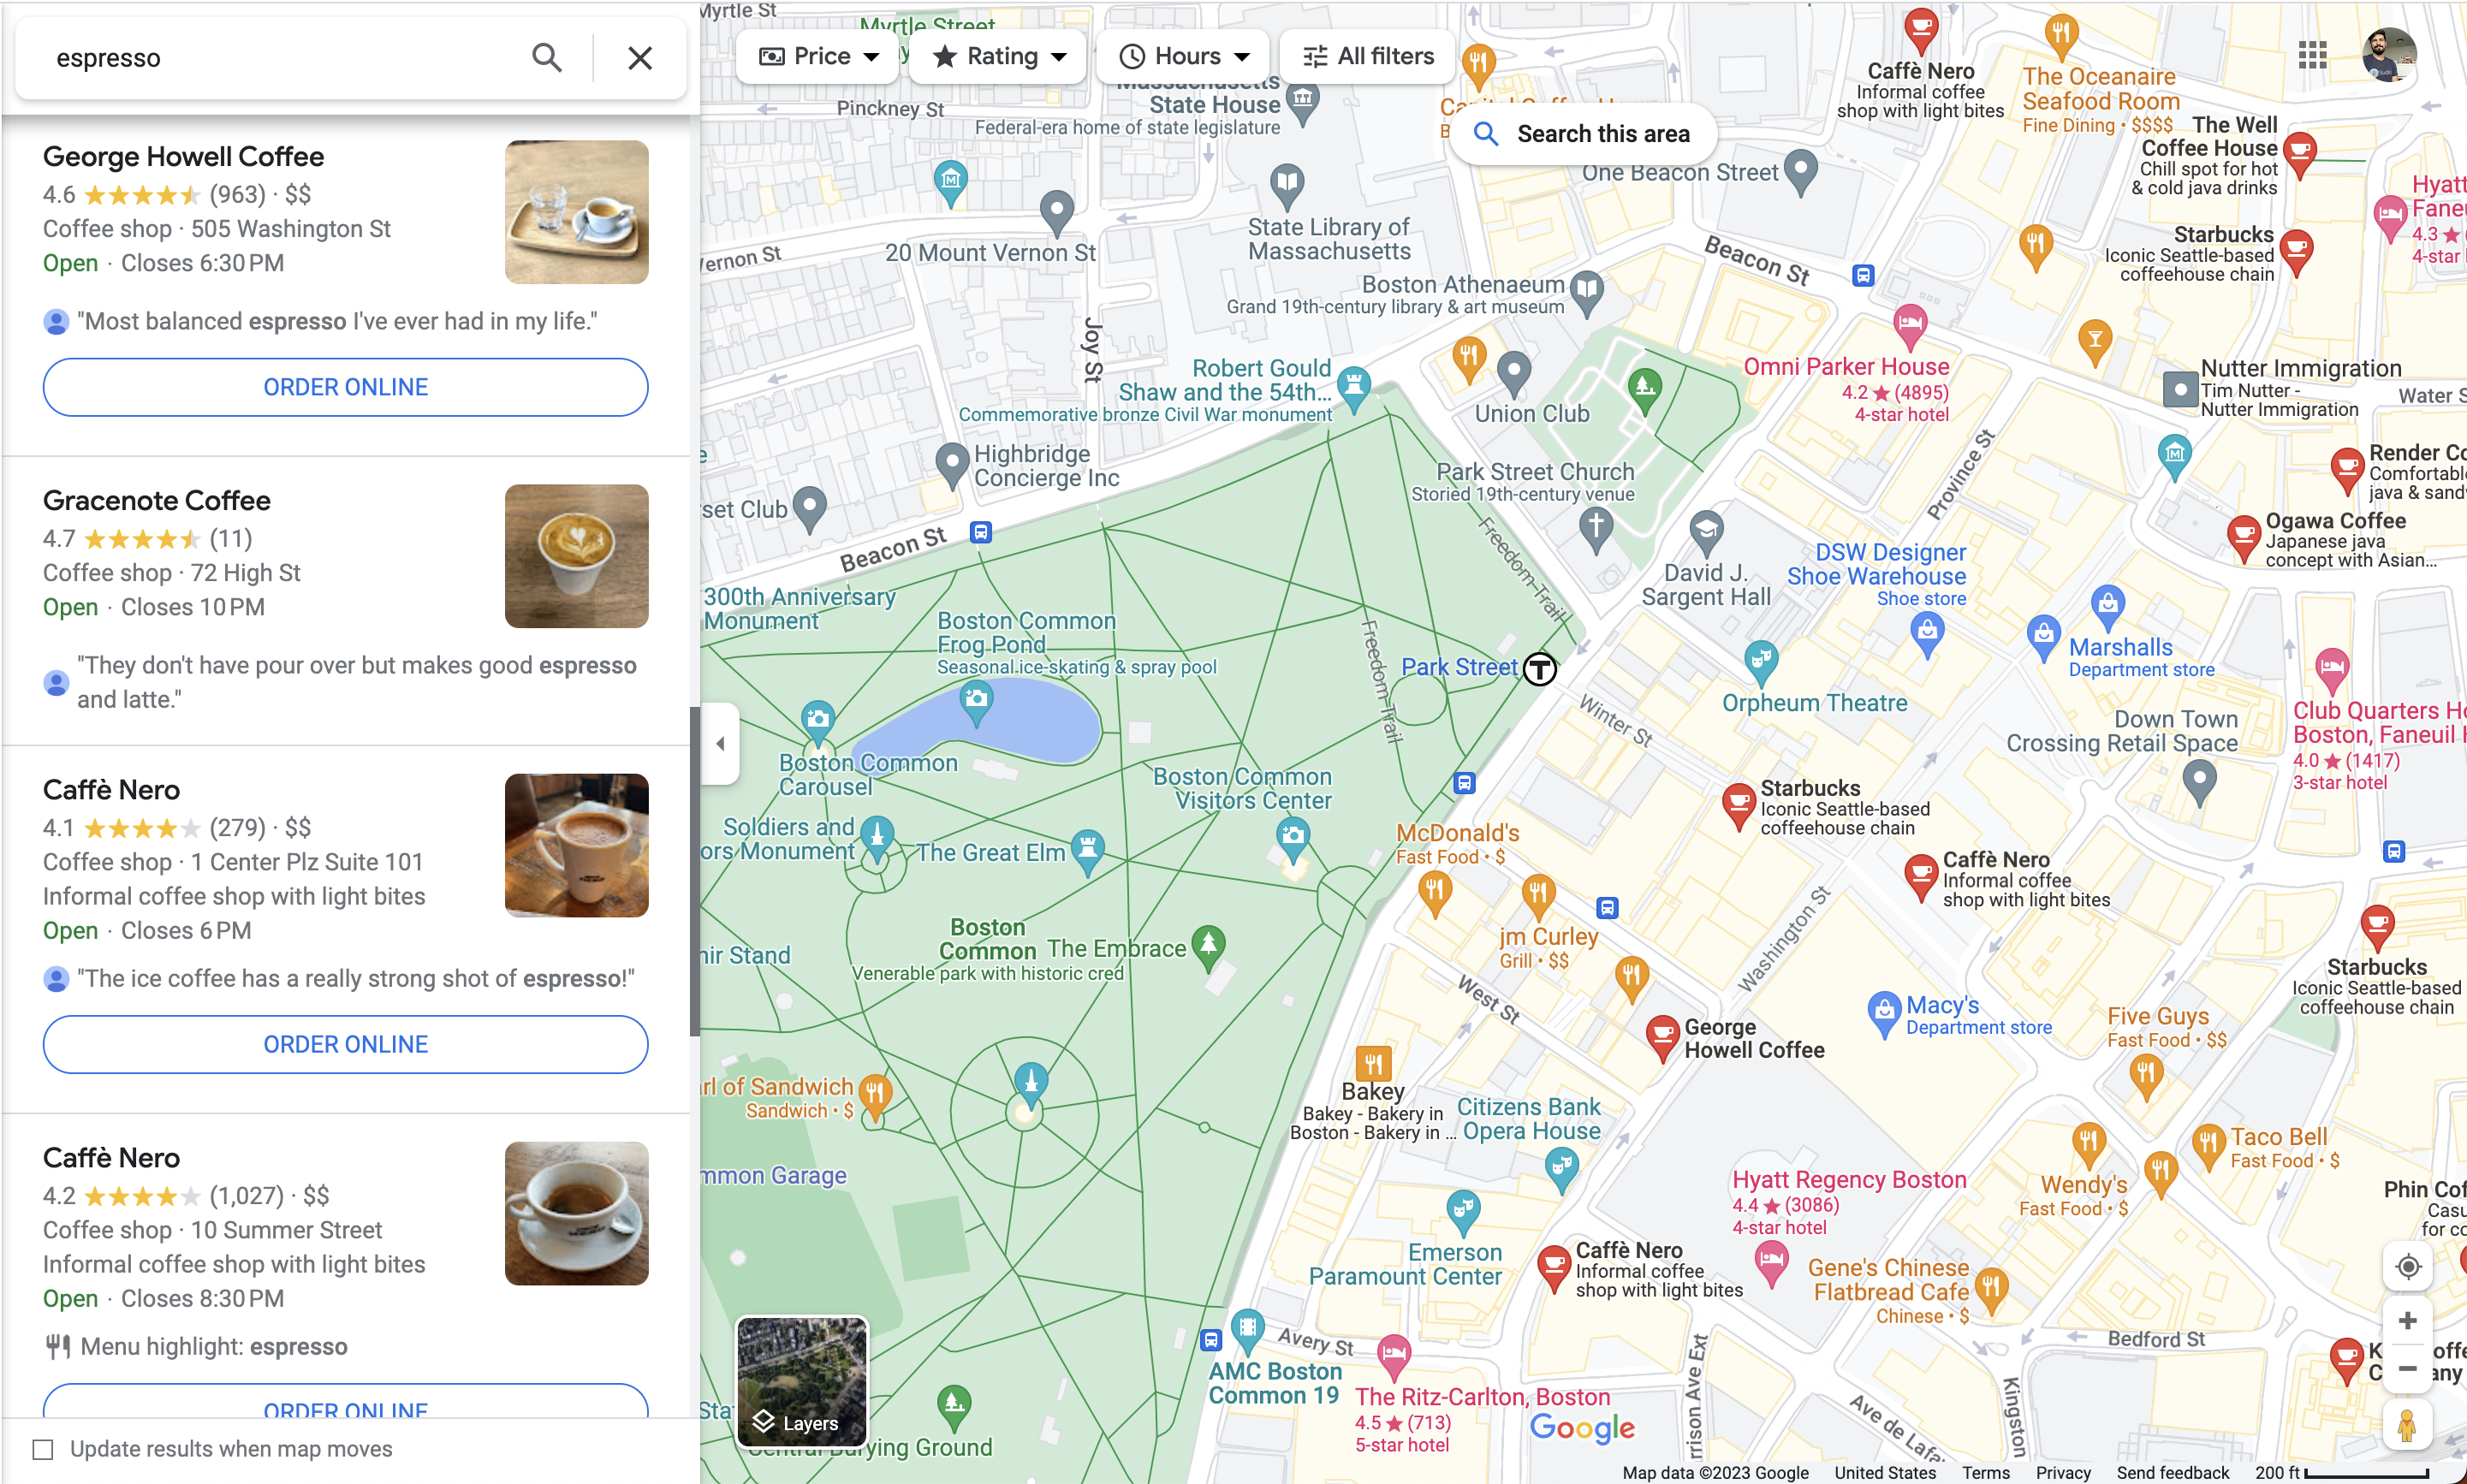 espresso
George Howell Coffee
4.6 (963) · $$
Coffee shop · 505 Washington St
Open · Closes 6:30 PM
"Most balanced espresso I've ever had in my life."
ORDER ONLINE
Gracenote Coffee
4.7 (11)
Coffee shop · 72 High St
Open · Closes 10 PM
"They don't have pour over but makes good espresso
and latte."
Caffè Nero
4.1 (279) · $$
Coffee shop · 1 Center Plz Suite 101
Informal coffee shop with light bites
Open · Closes 6 PM
"The ice coffee has a really strong shot of espresso!"
ORDER ONLINE
Caffè Nero
4.2 (1,027) · $$
Coffee shop · 10 Summer Street
Informal coffee shop with light bites
Open · Closes 8:30 PM
Menu highlight: espresso
ORDER ONLINE
Update results when map moves
Price
Rating
Hours
All filters
Search this area
Myrtle St
Myrtle Street
Pinckney St
Massachusetts
State House
Federal-era home of state legislature
Caffè Nero
Informal coffee
shop with light bites
The Oceanaire
Seafood Room
Fine Dining • $$$$
The Well
Coffee House
Chill spot for hot
& cold java drinks
One Beacon Street
State Library of
Massachusetts
20 Mount Vernon St
Vernon St
Hyatt
4.3
4-star
Starbucks
Iconic Seattle-based
coffeehouse chain
Beacon St
Boston Athenaeum
Grand 19th-century library & art museum
Joy St
Robert Gould
Shaw and the 54th...
Commemorative bronze Civil War monument
Union Club
Omni Parker House
4.2 (4895)
4-star hotel
Nutter Immigration
Tim Nutter -
Nutter Immigration
Water S
Highbridge
Concierge Inc
Park Street Church
Storied 19th-century venue
Province St
Render Co
java & sand
set Club
Beacon St
Freedom Trail
Ogawa Coffee
Japanese java
concept with Asian...
DSW Designer
Shoe Warehouse
Shoe store
David J.
Sargent Hall
300th Anniversary
Monument
Boston Common
Frog Pond
Seasonal ice-skating & spray pool
Freedom Trail
Park Street
T
Marshalls
Department store
Orpheum Theatre
Winter St
Down Town
Crossing Retail Space
Club Quarters Ho
Boston, Faneuil H
4.0 (1417)
3-star hotel
Boston Common
Carousel
Boston Common
Visitors Center
Starbucks
Iconic Seattle-based
coffeehouse chain
Soldiers and
ors Monument
The Great Elm
McDonald's
Fast Food • $
Caffè Nero
Informal coffee
shop with light bites
Washington St
jm Curley
Grill • $$
Boston
Common
Venerable park with historic cred
The Embrace
Stand
West St
Starbucks
Iconic Seattle-based
coffeehouse chain
Macy's
Department store
George
Howell Coffee
Five Guys
Fast Food • $$
rl of Sandwich
Sandwich • $
Bakey
Bakey - Bakery in
Boston - Bakery in ...
Citizens Bank
Opera House
Taco Bell
Fast Food • $
mmon Garage
Hyatt Regency Boston
4.4 (3086)
4-star hotel
Wendy's
Fast Food • $
Phin Cof
Casu
for co
Emerson
Paramount Center
Caffè Nero
Informal coffee
shop with light bites
Gene's Chinese
Flatbread Cafe
Chinese • $
Bedford St
Avery St
AMC Boston
Common 19
The Ritz-Carlton, Boston
4.5 (713)
5-star hotel
rrison Ave Ext
Ave de Lafa
Kingston
Layers
Central Burying Ground
Google
Map data ©2023 Google
United States
Terms
Privacy
Send feedback
200 ft